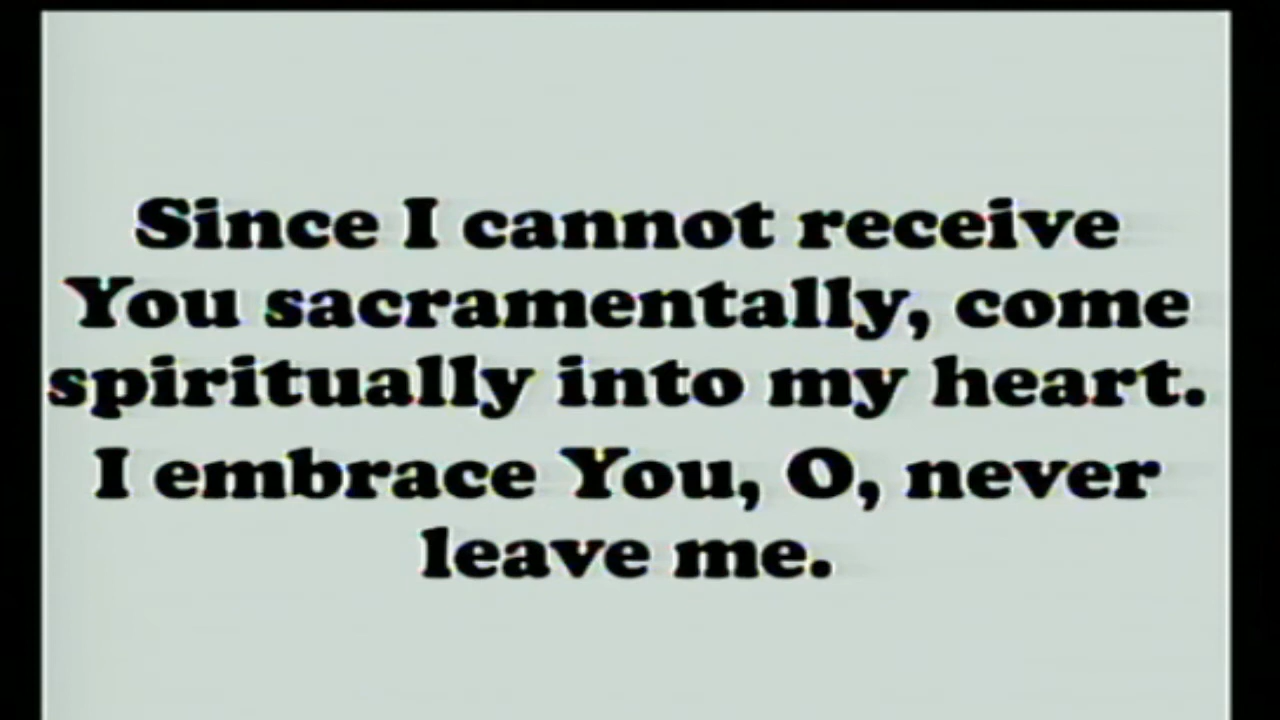 Since I cannot receive
You sacramentally, come
spiritually into my heart.
I embrace You, O, never
leave me.